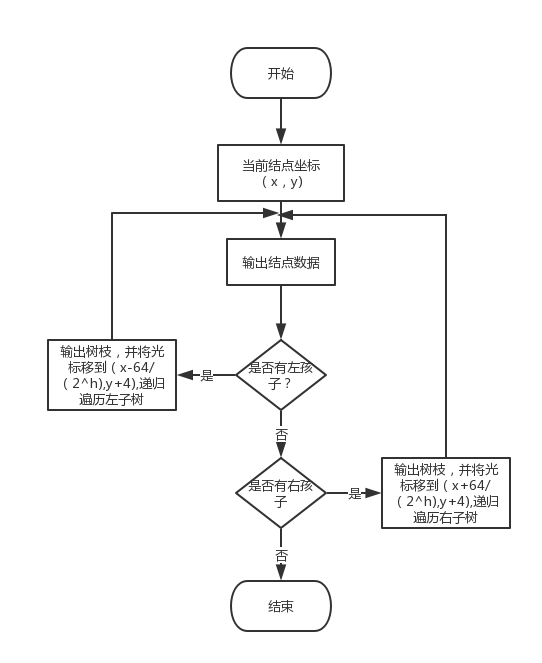 开始
当前结点坐标
（x，y)
输出结点数据
输出树枝，并将光
标移到（x-64/
（2^h),y+4),递归
遍历左子树
是
是否有左孩
子？
否
是否有右孩
子
是
输出树枝，并将光
标移到（x+64/
（2^h),y+4),递归
遍历右子树
否
结束